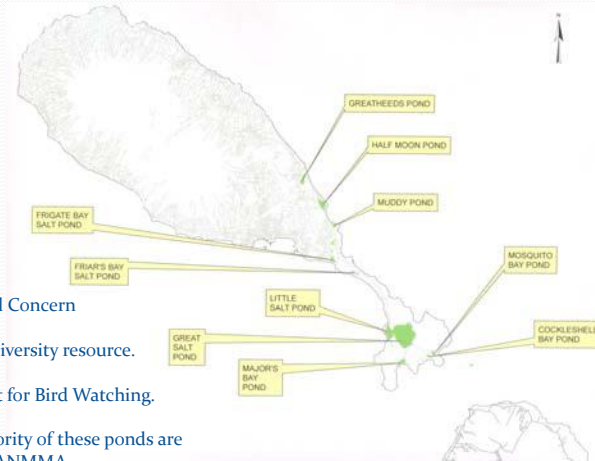 N
GREATHEEDS POND
HALF MOON POND
MUDDY POND
FRIGATE BAY
SALT POND
FRIAR'S BAY
SALT POND
MOSQUITO
BAY POND
LITTLE
SALT POND
COCKLESHELL
BAY POND
GREAT
SALT
POND
MAJOR'S
BAY
POND
Concern
iversity resource.
t for Bird Watching.
ority of these ponds are